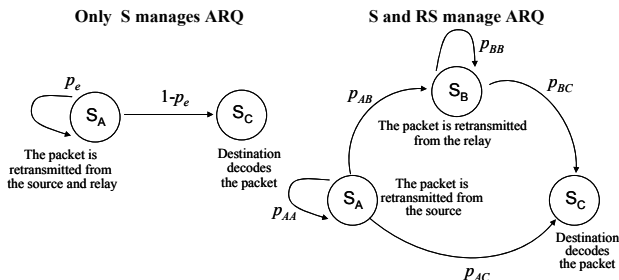 Only S manages ARQ
p_e
1-p_e
S_A
S_C
The packet is
retransmitted from
the source and relay
Destination
decodes
the packet
S and RS manage ARQ
p_BB
p_AB
S_B
p_BC
The packet is retransmitted
from the relay
p_AA
S_A
The packet is
retransmitted from
the source
S_C
p_AC
Destination
decodes
the packet